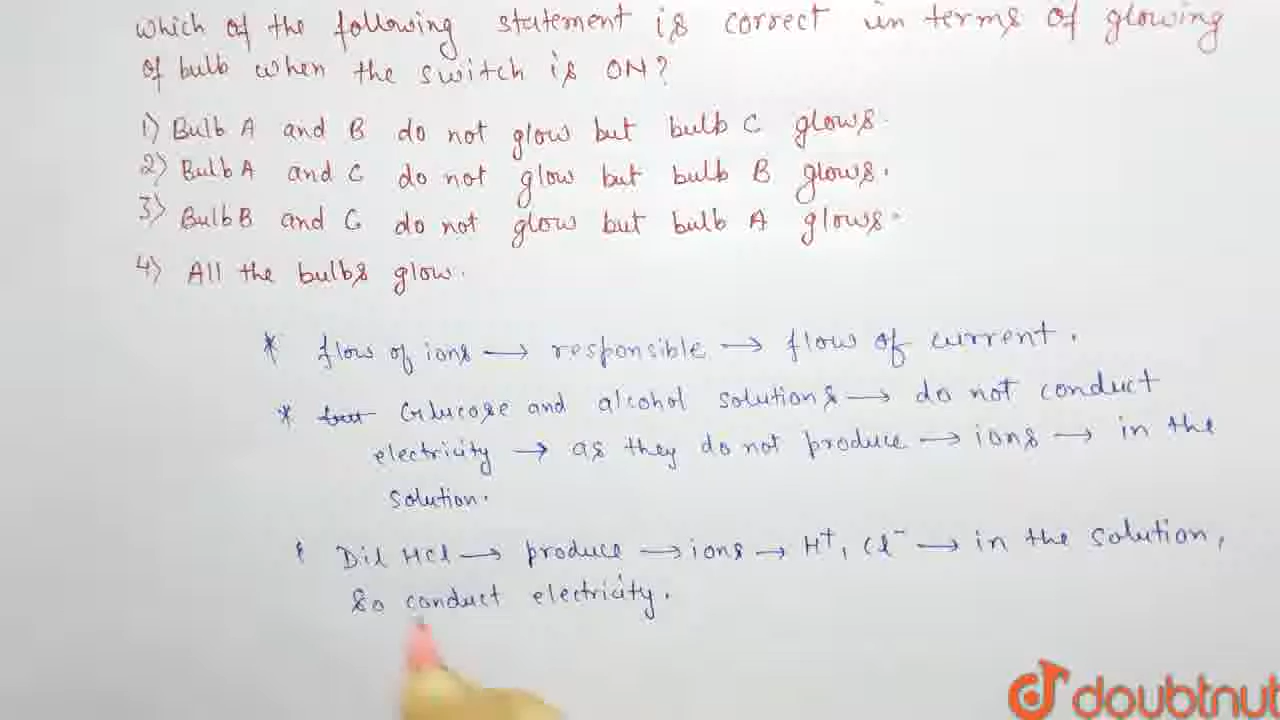 which of the following statement is correct in terms of glowing
of bulb when the switch is ON?
1) Bulb A and B do not glow but bulb C glows.
2) Bulb A and C do not glow but bulb B glows.
3) Bulb B and C do not glow but bulb A glows.
4) All the bulbs glow.
* flow of ions → responsible → flow of current.
* but Glucose and alcohol solutions → do not conduct
electricity → as they do not produce → ions → in the
solution.
* Dil HCl → produce → ions → H⁺, Cl⁻ → in the solution,
So conduct electricity.
doubtnut